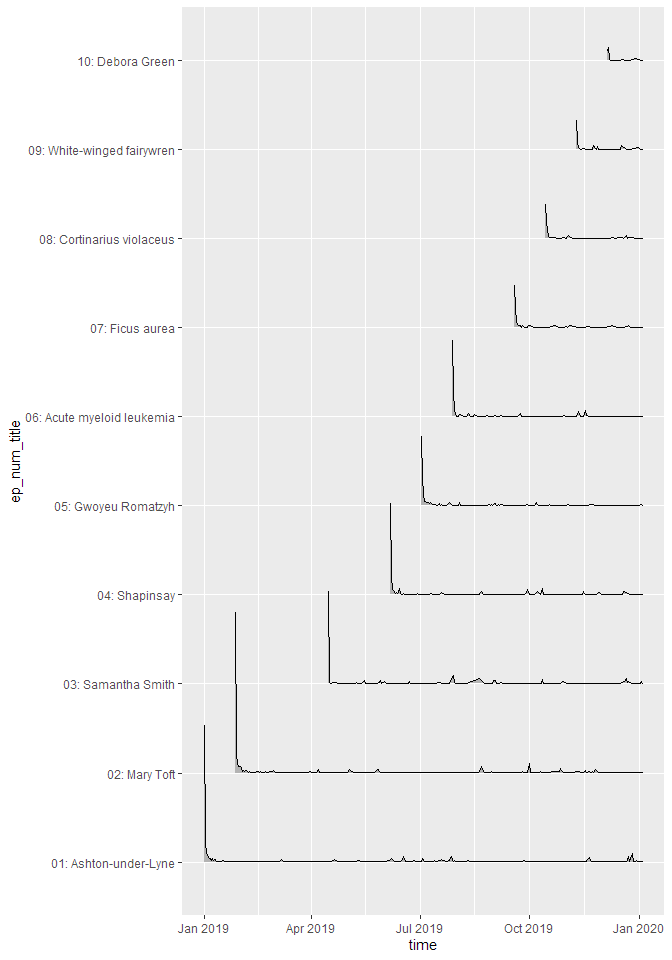 10: Debora Green
09: White-winged fairywren
08: Cortinarius violaceus
07: Ficus aurea
06: Acute myeloid leukemia
05: Gwoyeu Romatzyh
04: Shapinsay
03: Samantha Smith
02: Mary Toft
01: Ashton-under-Lyne
ep_num_title
Jan 2019 Apr 2019 Jul 2019 Oct 2019 Jan 2020
time